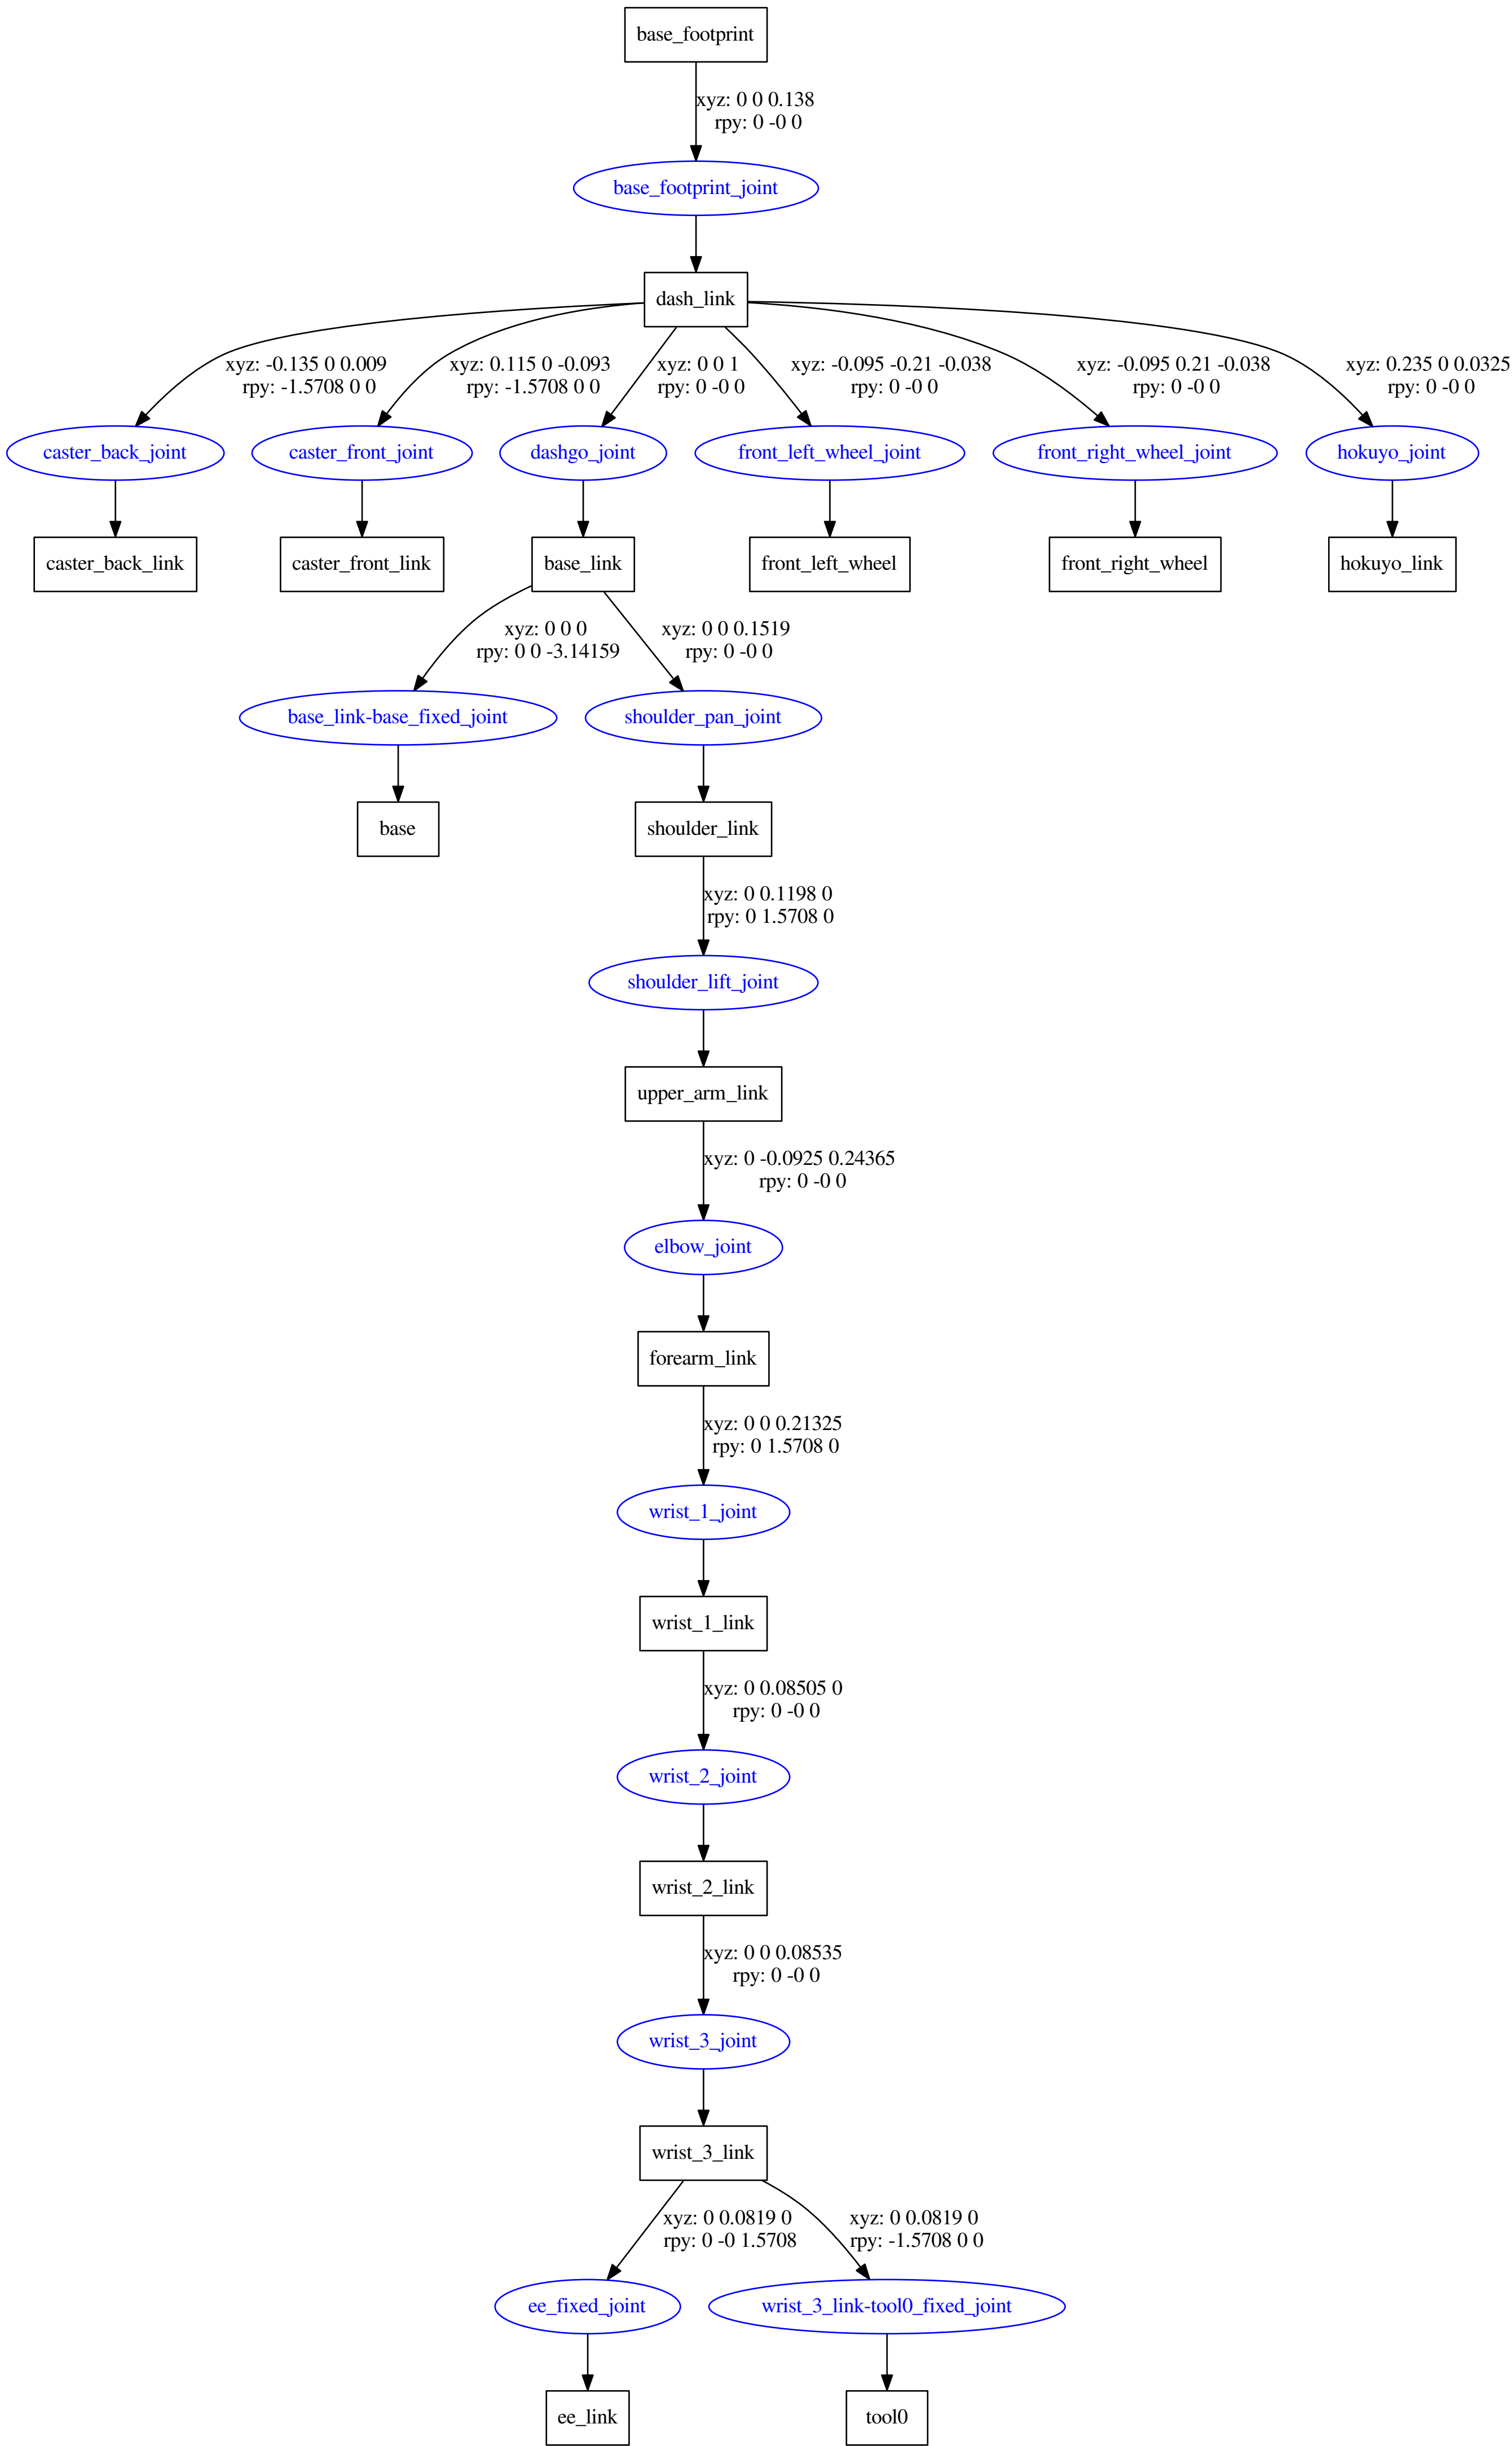 base_footprint
xyz: 0 0 0.138
rpy: 0 -0 0
base_footprint_joint
dash_link
xyz: -0.135 0 0.009
rpy: -1.5708 0 0
xyz: 0.115 0 -0.093
rpy: -1.5708 0 0
xyz: 0 0 1
rpy: 0 -0 0
xyz: -0.095 -0.21 -0.038
rpy: 0 -0 0
xyz: -0.095 0.21 -0.038
rpy: 0 -0 0
xyz: 0.235 0 0.0325
rpy: 0 -0 0
caster_back_joint
caster_front_joint
dashgo_joint
front_left_wheel_joint
front_right_wheel_joint
hokuyo_joint
caster_back_link
caster_front_link
base_link
front_left_wheel
front_right_wheel
hokuyo_link
xyz: 0 0 0
rpy: 0 0 -3.14159
xyz: 0 0 0.1519
rpy: 0 -0 0
base_link-base_fixed_joint
shoulder_pan_joint
base
shoulder_link
xyz: 0 0.1198 0
rpy: 0 1.5708 0
shoulder_lift_joint
upper_arm_link
xyz: 0 -0.0925 0.24365
rpy: 0 -0 0
elbow_joint
forearm_link
xyz: 0 0 0.21325
rpy: 0 1.5708 0
wrist_1_joint
wrist_1_link
xyz: 0 0.08505 0
rpy: 0 -0 0
wrist_2_joint
wrist_2_link
xyz: 0 0 0.08535
rpy: 0 -0 0
wrist_3_joint
wrist_3_link
xyz: 0 0.0819 0
rpy: 0 -0 1.5708
xyz: 0 0.0819 0
rpy: -1.5708 0 0
ee_fixed_joint
wrist_3_link-tool0_fixed_joint
ee_link
tool0